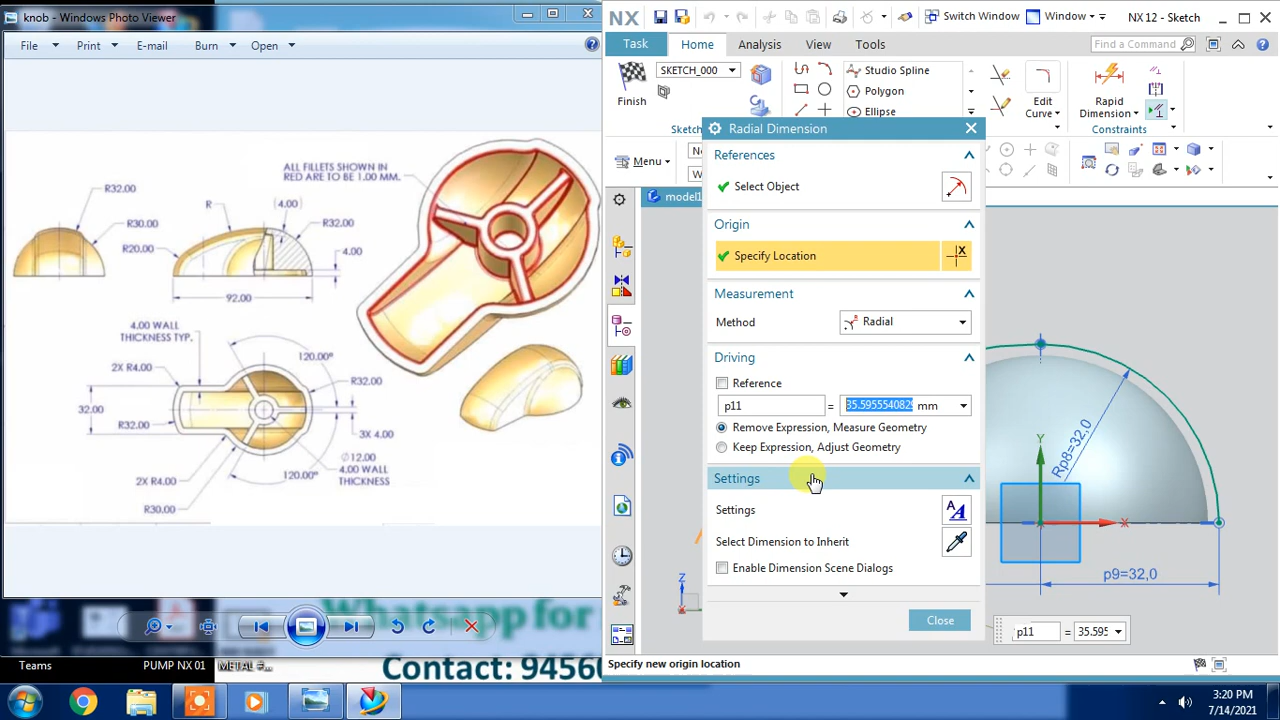 knob - Windows Photo Viewer
File Print E-mail Burn Open
ALL FILLETS SHOWN IN
RED ARE TO BE 1.00 MM.
R32.00
R
(4.00)
R30.00
R32.00
R20.00
4.00
92.00
4.00 WALL
THICKNESS TYP.
120.00°
2X R4.00
R32.00
32.00
R32.00
3X 4.00
Ø12.00
2X R4.00
120.00°
4.00 WALL
THICKNESS
R30.00
Whatapp for
Contact: 94560
Teams
PUMP NX 01
METAL #...
NX
Switch Window
Window
NX 12 - Sketch
Task Home Analysis View Tools
Find a Command
Finish
SKETCH_000
Studio Spline
Polygon
Ellipse
Edit
Curve
Rapid
Dimension
Constraints
Menu
model1
Radial Dimension
References
Select Object
Origin
Specify Location
Measurement
Method
Radial
Driving
Reference
p11 = 35.595554082 mm
Remove Expression, Measure Geometry
Keep Expression, Adjust Geometry
Settings
Settings
Select Dimension to Inherit
Enable Dimension Scene Dialogs
Close
Z
Y
X
Rp8=32,0
p9=32,0
p11 = 35.595
Specify new origin location
3:20 PM
7/14/2021